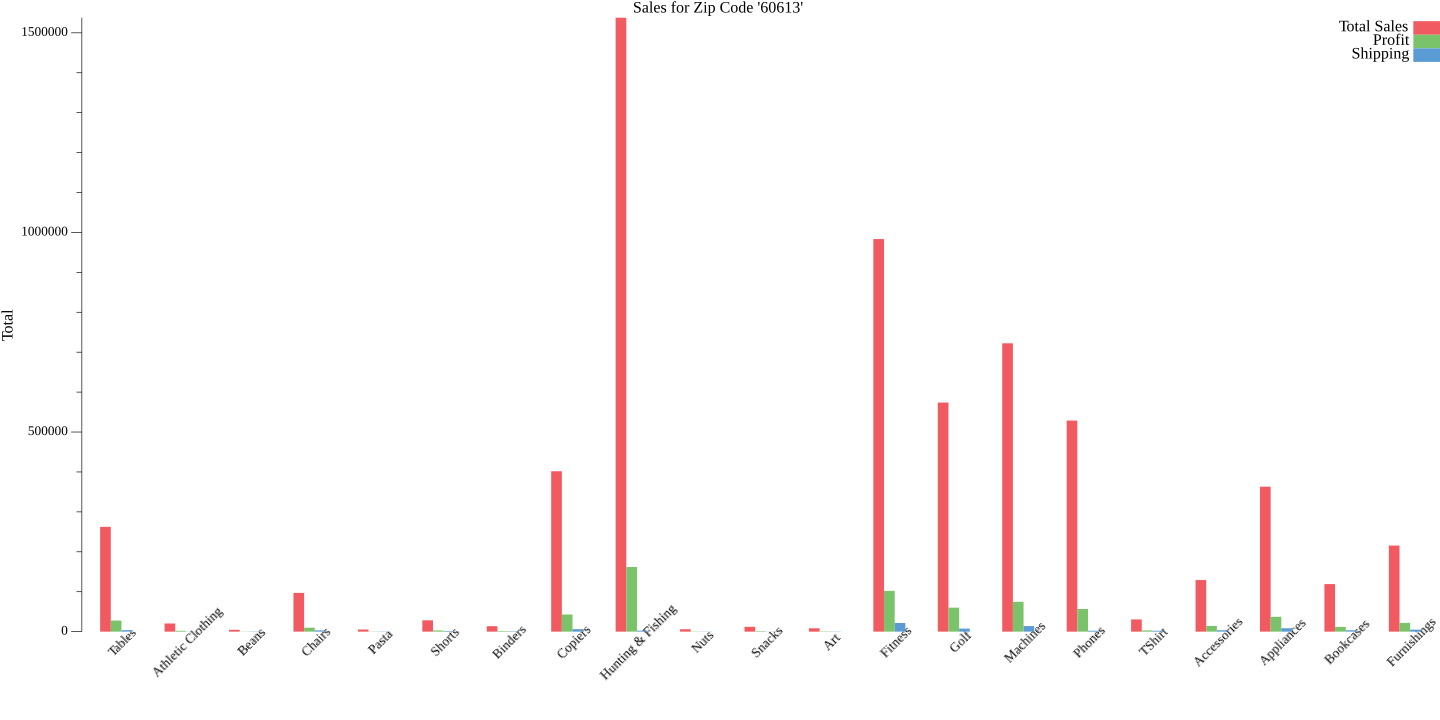 Sales for Zip Code '60613'
Total Sales
Profit
Shipping
Total
1500000
1000000
500000
0
Tables
Athletic Clothing
Beans
Chairs
Pasta
Shorts
Binders
Copiers
Hunting & Fishing
Nuts
Snacks
Art
Fitness
Golf
Machines
Phones
TShirt
Accessories
Appliances
Bookcases
Furnishings